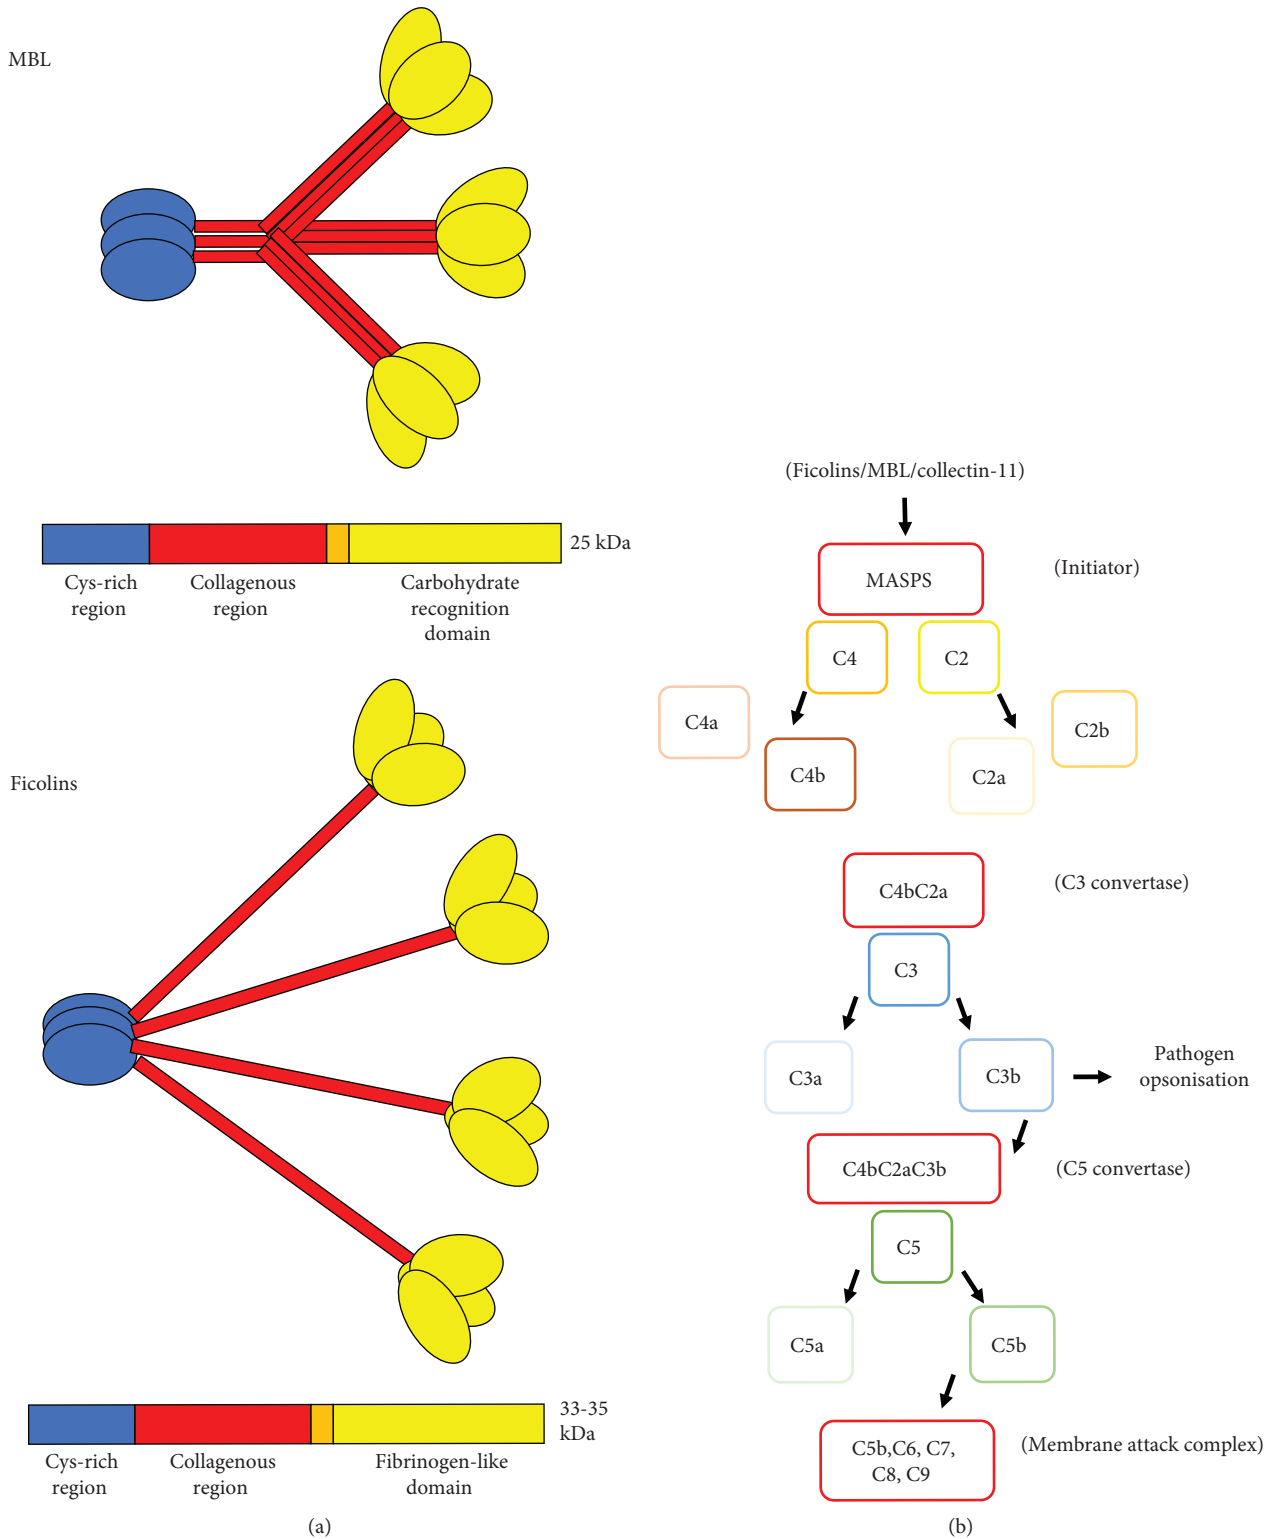 MBL
25 kDa
Cys-rich
region
Collagenous
region
Carbohydrate
recognition
domain
Ficolins
33-35
kDa
Cys-rich
region
Collagenous
region
Fibrinogen-like
domain
(a)
(Ficolins/MBL/collectin-11)
MASPS
(Initiator)
C4
C2
C4a
C4b
C2a
C2b
C4bC2a
(C3 convertase)
C3
C3a
C3b
Pathogen
opsonisation
C4bC2aC3b
(C5 convertase)
C5
C5a
C5b
C5b,C6, C7,
C8, C9
(Membrane attack complex)
(b)